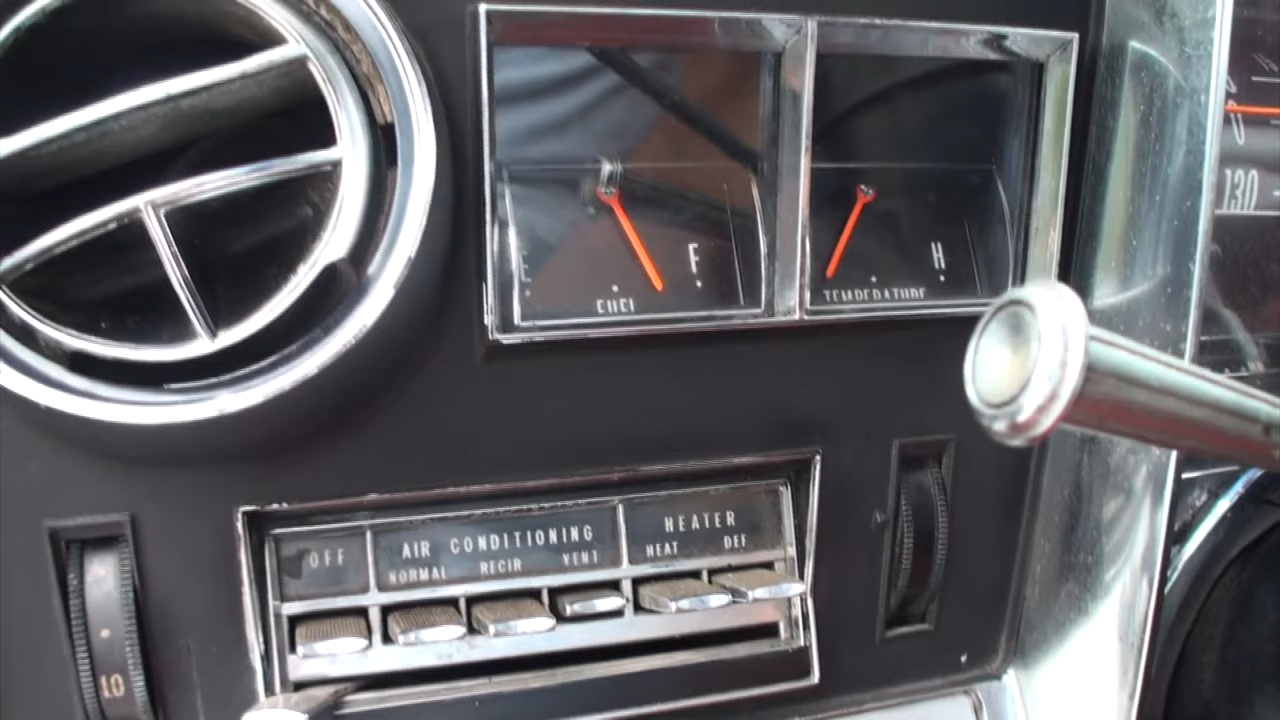 E F
FUEL
H
TEMPERATURE
130
OFF
AIR CONDITIONING
NORMAL RECIR VENT
HEATER
HEAT DEF
10